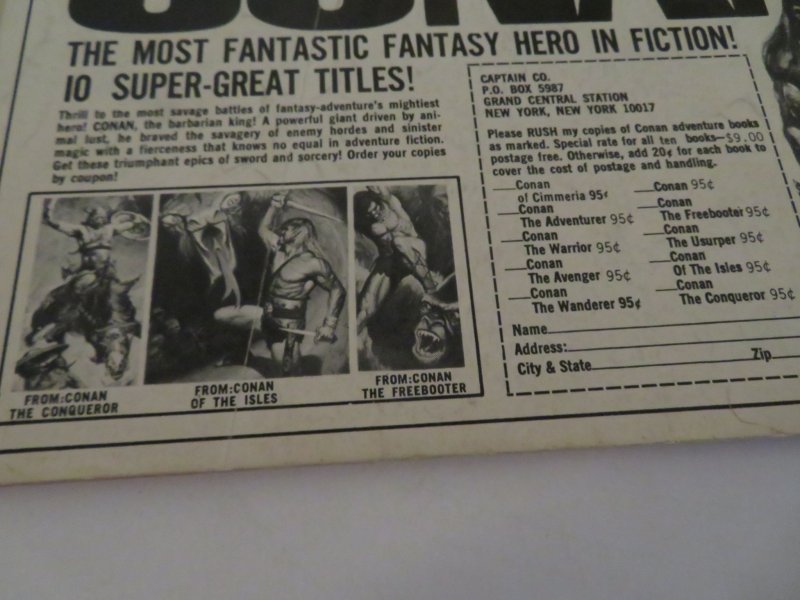 THE MOST FANTASTIC FANTASY HERO IN FICTION!
10 SUPER-GREAT TITLES!
Thrill to the most savage battles of fantasy-adventure's mightiest
hero! CONAN, the barbarian king! A powerful giant driven by ani-
mal lust, he braved the savagery of enemy hordes and sinister
magic with a fierceness that knows no equal in adventure fiction.
Get these triumphant epics of sword and sorcery! Order your copies
by coupon!
FROM:CONAN
THE CONQUEROR
FROM:CONAN
OF THE ISLES
FROM:CONAN
THE FREEBOOTER
CAPTAIN CO.
P.O. BOX 5987
GRAND CENTRAL STATION
NEW YORK, NEW YORK 10017
Please RUSH my copies of Conan adventure books
as marked. Special rate for all ten books—$9.00
postage free. Otherwise, add 20¢ for each book to
cover the cost of postage and handling.
Conan
of Cimmeria 95¢
Conan
The Adventurer 95¢
Conan
The Warrior 95¢
Conan
The Avenger 95¢
Conan
The Wanderer 95¢
Conan 95¢
Conan
The Freebooter 95¢
Conan
The Usurper 95¢
Conan
Of The Isles 95¢
Conan
The Conqueror 95¢
Name
Address:
City & State Zip